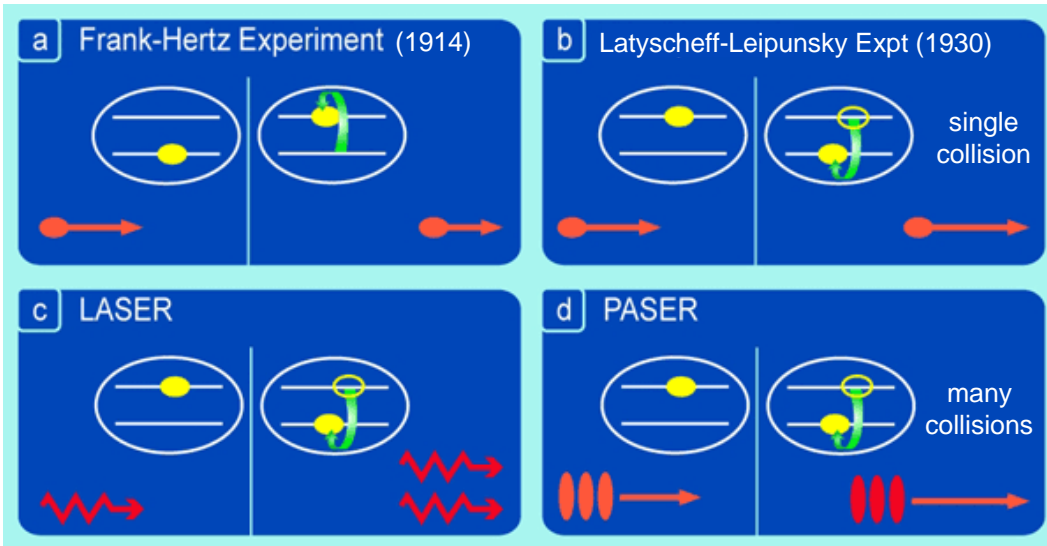 a Frank-Hertz Experiment (1914)
b Latyscheff-Leipunsky Expt (1930)
single
collision
c LASER
d PASER
many
collisions